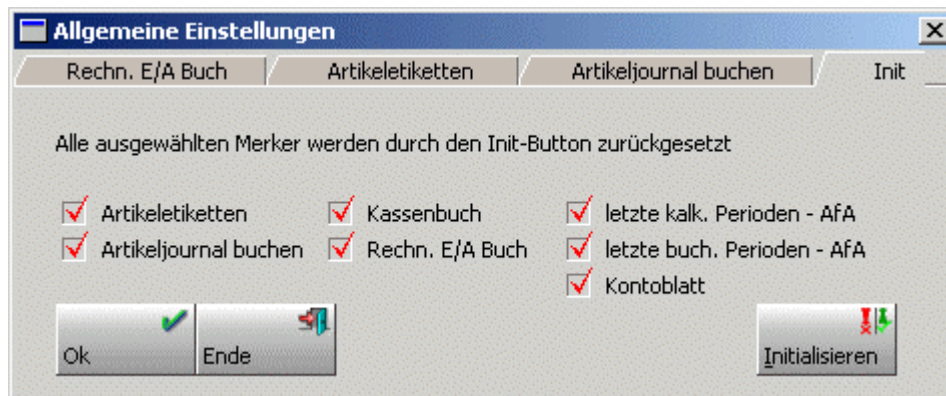 Allgemeine Einstellungen
Rechn. E/A Buch Artikeletiketten Artikeljournal buchen Init
Alle ausgewählten Merker werden durch den Init-Button zurückgesetzt
Artikeletiketten Kassenbuch letzte kalk. Perioden - AfA
Artikeljournal buchen Rechn. E/A Buch letzte buch. Perioden - AfA
Kontoblatt
Ok Ende Initialisieren